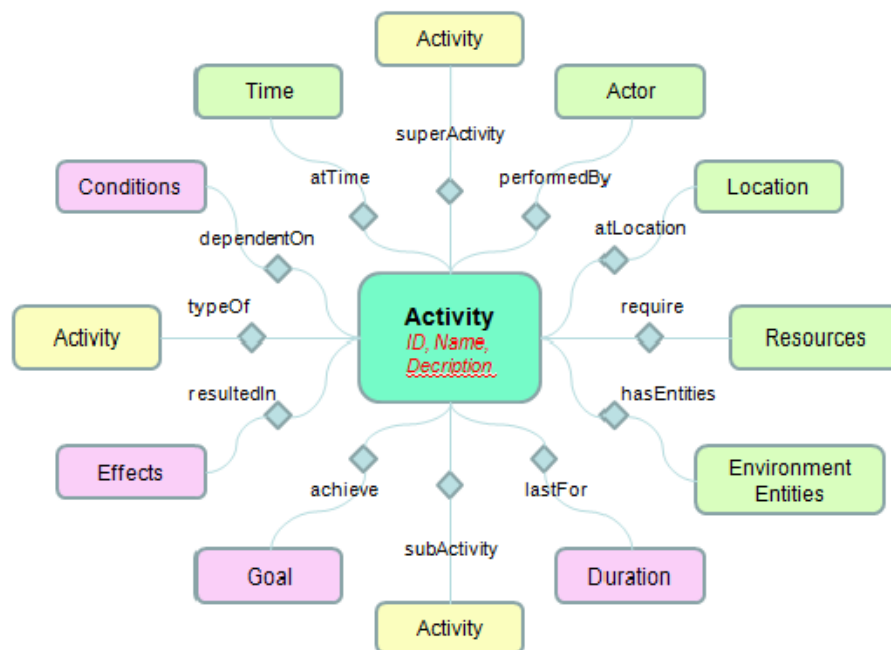 Activity
Time
Actor
superActivity
atTime
performedBy
Conditions
Location
dependentOn
atLocation
typeOf
Activity
ID, Name,
Decription
require
Activity
Resources
resultedIn
hasEntities
Effects
Environment
Entities
achieve
lastFor
subActivity
Goal
Duration
Activity